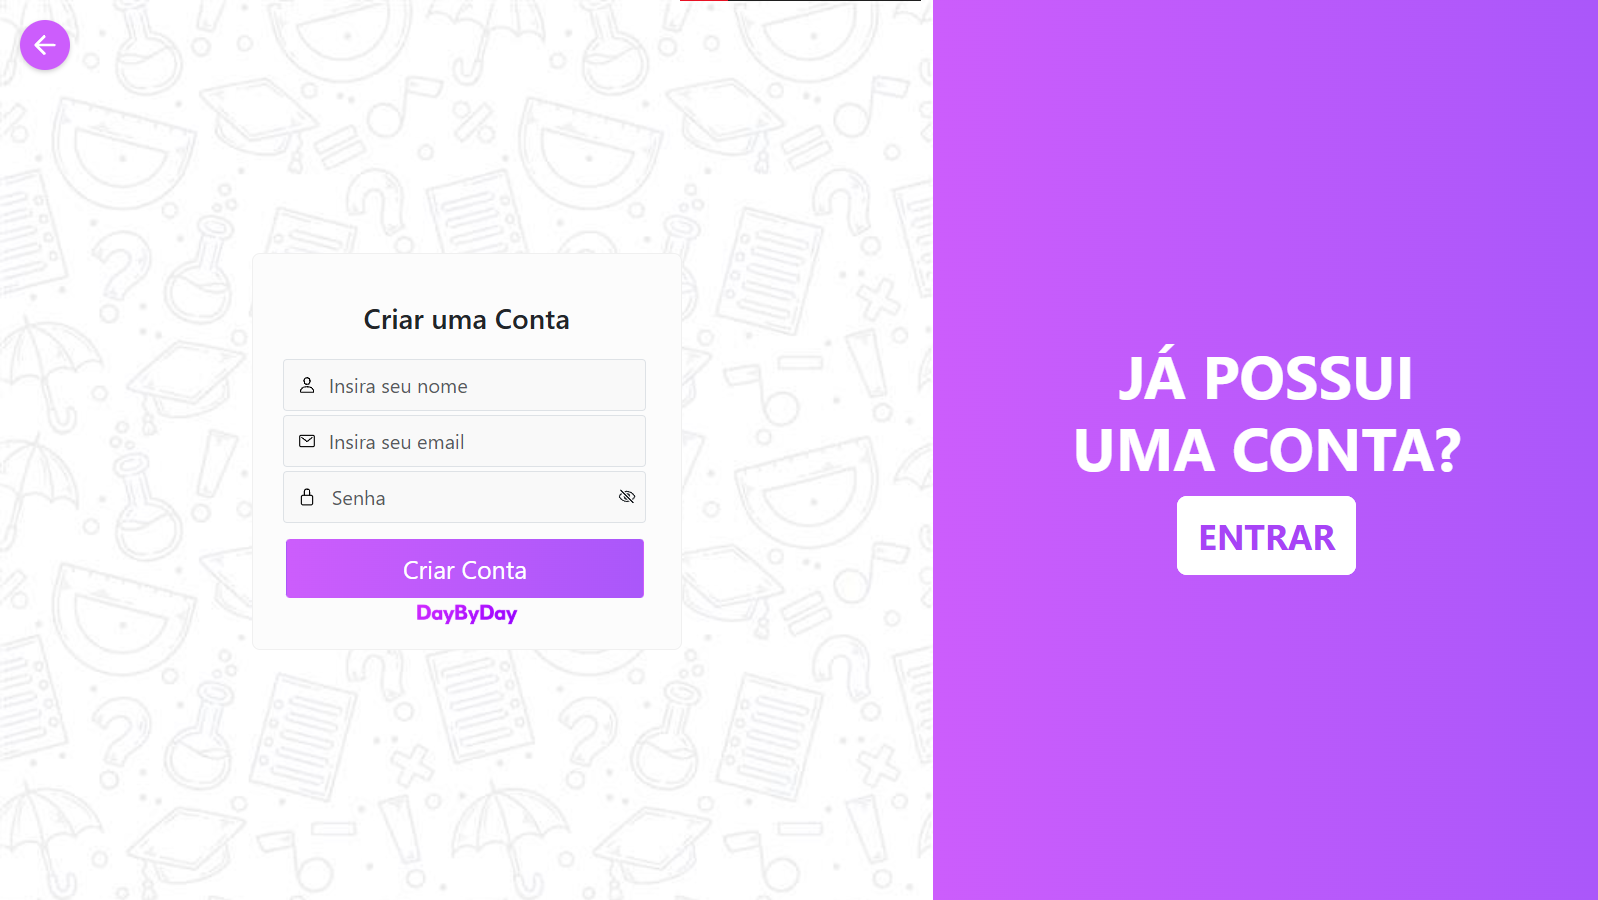 Criar uma Conta
Insira seu nome
Insira seu email
Senha
Criar Conta
DayByDay
JÁ POSSUI
UMA CONTA?
ENTRAR